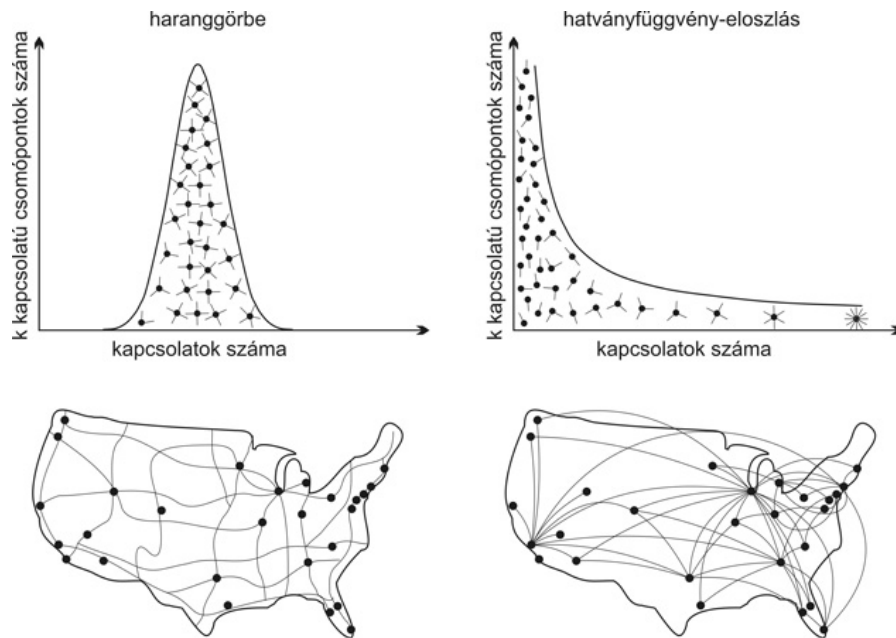 haranggörbe
k kapcsolatú csomópontok száma
kapcsolatok száma
hatványfüggvény-eloszlás
k kapcsolatú csomópontok száma
kapcsolatok száma